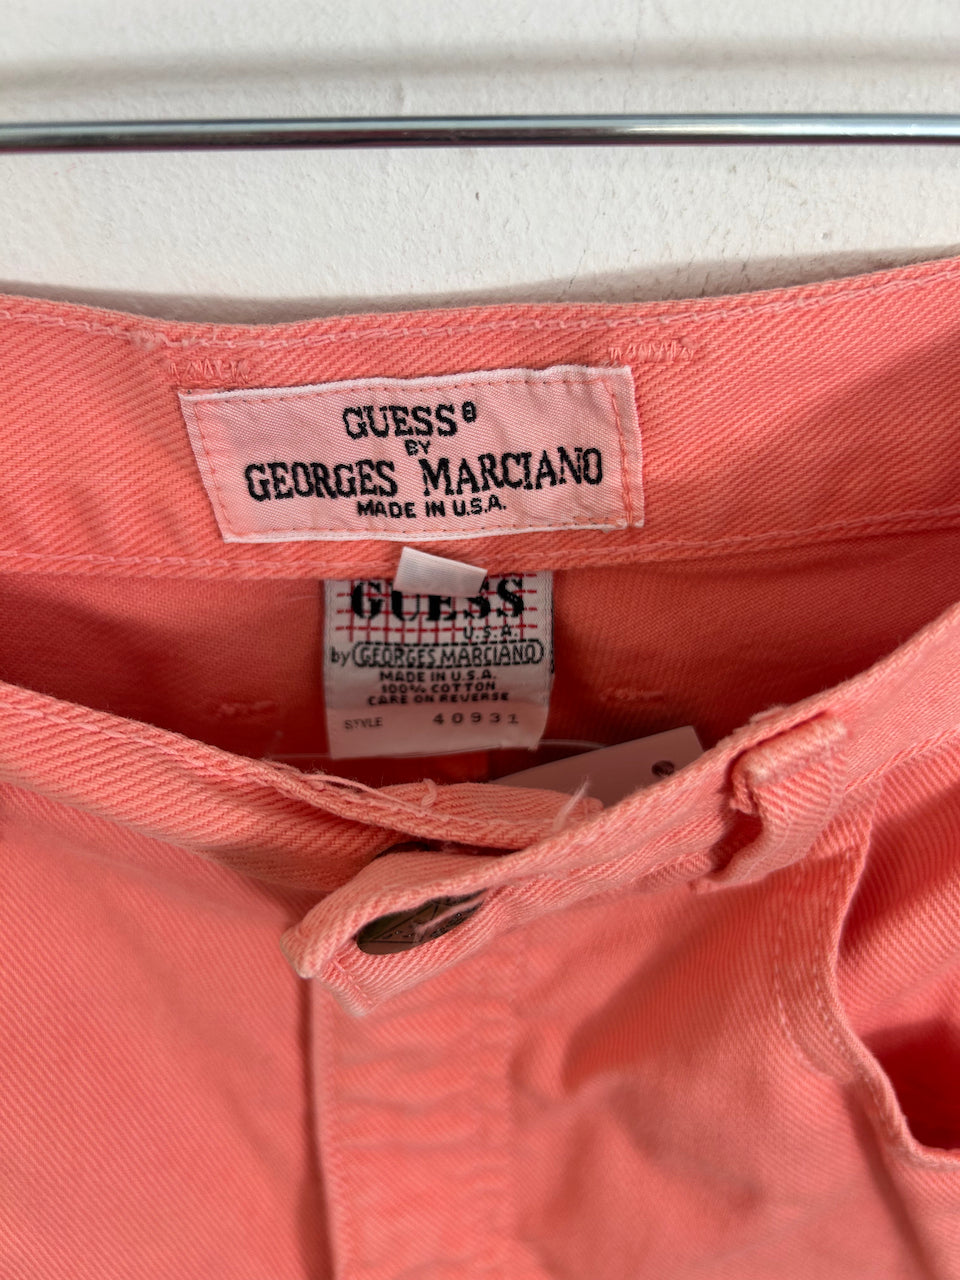 GUESS®
BY
GEORGES MARCIANO
MADE IN U.S.A.
GUESS
U.S.A.
by GEORGES MARCIANO
MADE IN U.S.A.
100% COTTON
CARE ON REVERSE
STYLE 40931